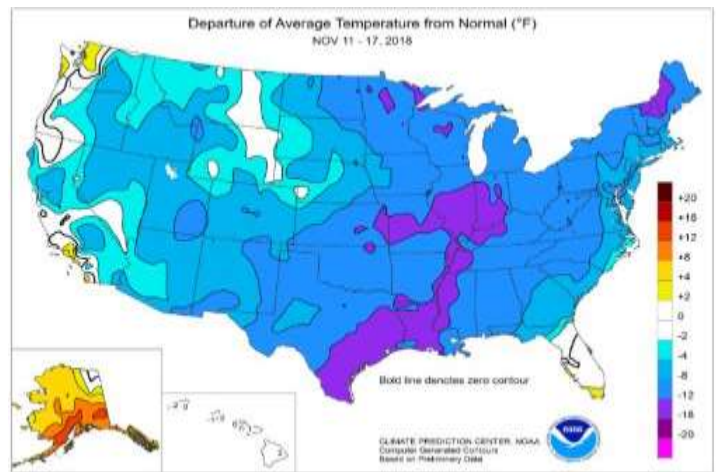 Departure of Average Temperature from Normal (°F)
NOV 11 - 17, 2018
+20
+16
+12
+8
+4
+2
0
-2
-4
-8
-12
-16
-20
Bold line denotes zero contour
CLIMATE PREDICTION CENTER, NOAA
Computer Generated Contours
Based on Preliminary Data
NOAA